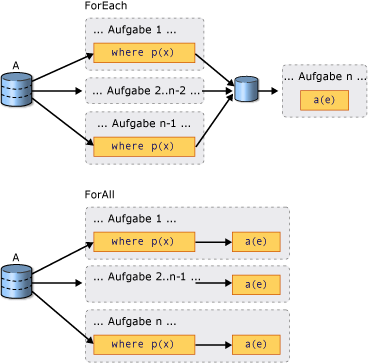 ForEach
A
... Aufgabe 1 ...
where p(x)
... Aufgabe 2..n-2 ...
... Aufgabe n-1 ...
where p(x)
... Aufgabe n ...
a(e)
ForAll
A
... Aufgabe 1 ...
where p(x)
a(e)
... Aufgabe 2..n-1 ...
a(e)
... Aufgabe n ...
where p(x)
a(e)